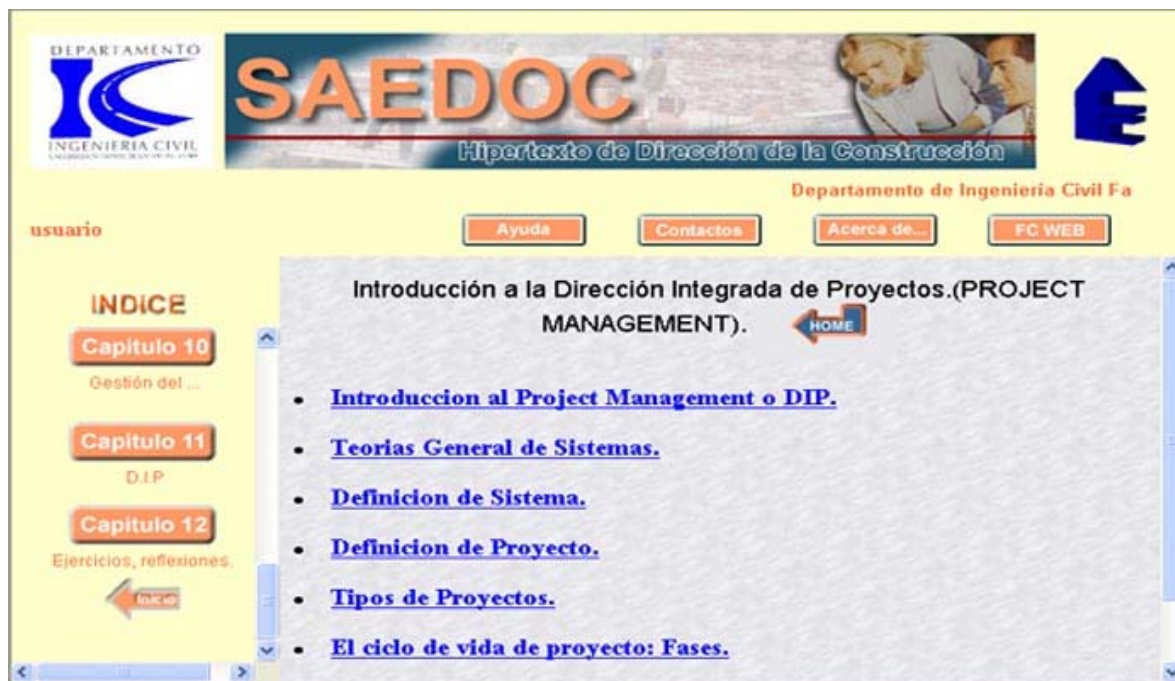 DEPARTAMENTO
INGENIERIA CIVIL
SAEDOC
Hipertexto de Dirección de la Construcción
Departamento de Ingeniería Civil Fa
usuario
Ayuda
Contactos
Acerca de...
FC WEB
INDICE
Capitulo 10
Gestión del ...
Capitulo 11
D.I.P
Capitulo 12
Ejercicios, reflexiones.
Inicio
Introducción a la Dirección Integrada de Proyectos.(PROJECT
MANAGEMENT).
HOME
• Introduccion al Project Management o DIP.
• Teorias General de Sistemas.
• Definicion de Sistema.
• Definicion de Proyecto.
• Tipos de Proyectos.
• El ciclo de vida de proyecto: Fases.